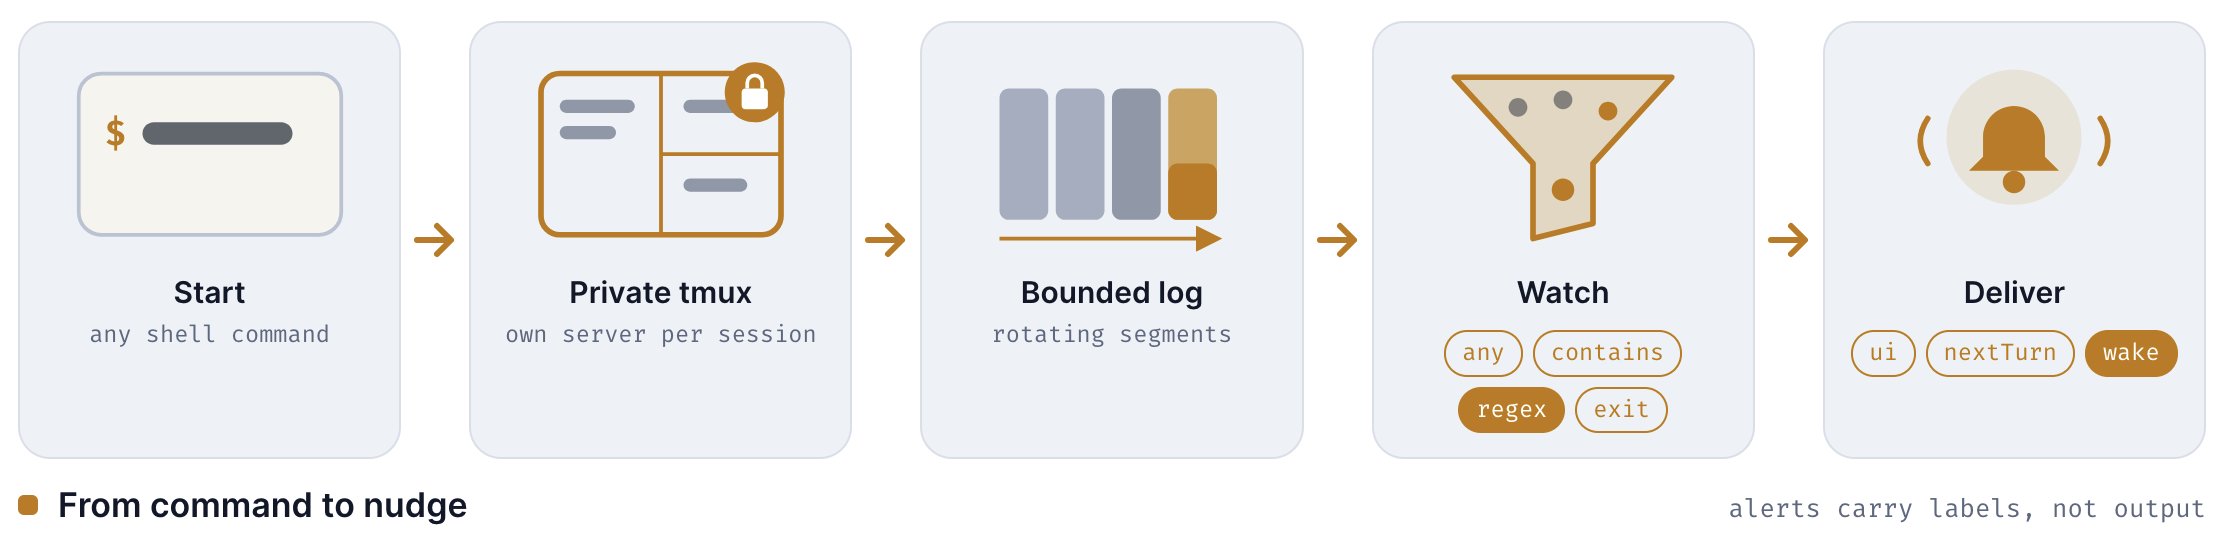 $
Start
any shell command
Private tmux
own server per session
Bounded log
rotating segments
Watch
any contains
regex exit
Deliver
ui nextTurn wake
From command to nudge
alerts carry labels, not output